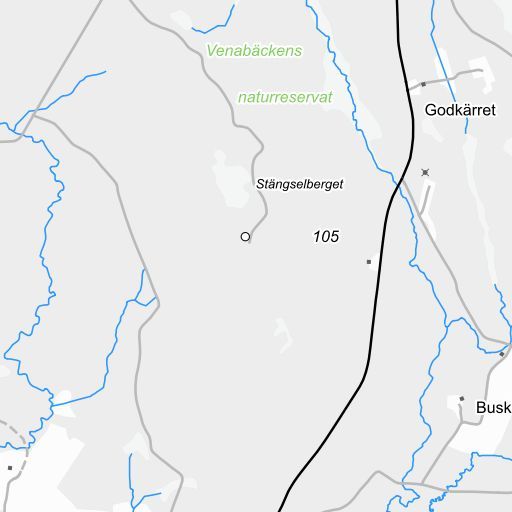 Venabäckens
naturreservat
Godkärret
Stängselberget
105
Busk